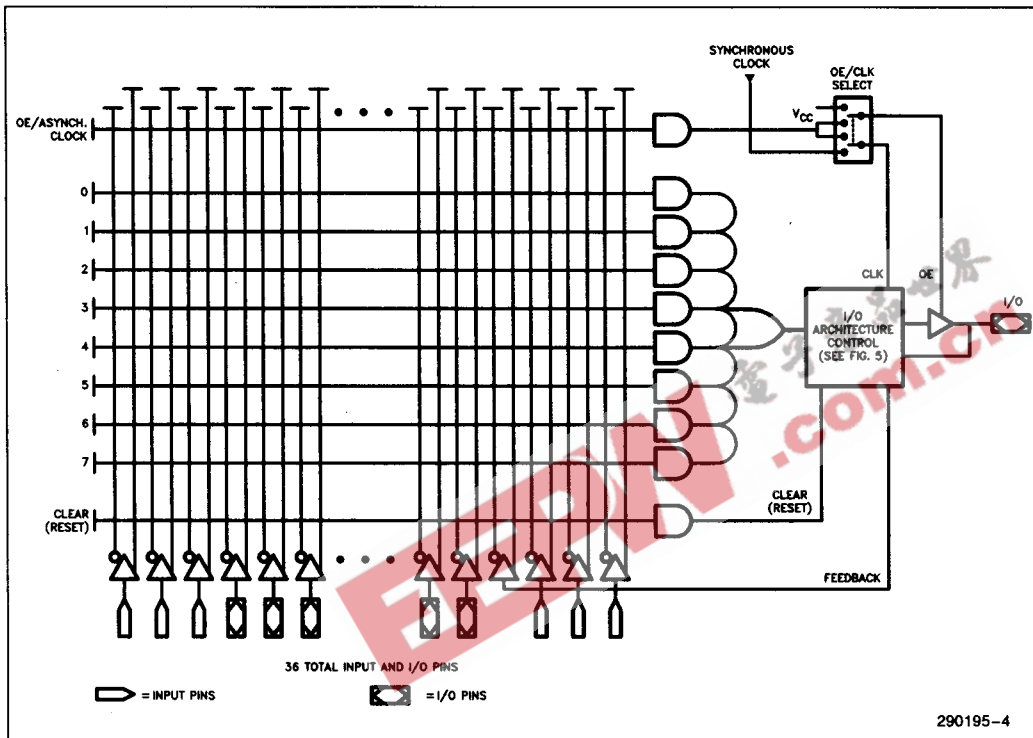 SYNCHRONOUS
CLOCK
OE/CLK
SELECT
VCC
OE/ASYNCH.
CLOCK
0
1
2
3
4
5
6
7
CLK
OE
I/O
I/O
ARCHITECTURE
CONTROL
(SEE FIG. 5)
CLEAR
(RESET)
CLEAR
(RESET)
FEEDBACK
36 TOTAL INPUT AND I/O PINS
= INPUT PINS
= I/O PINS
290195-4
EEPW.com.cn